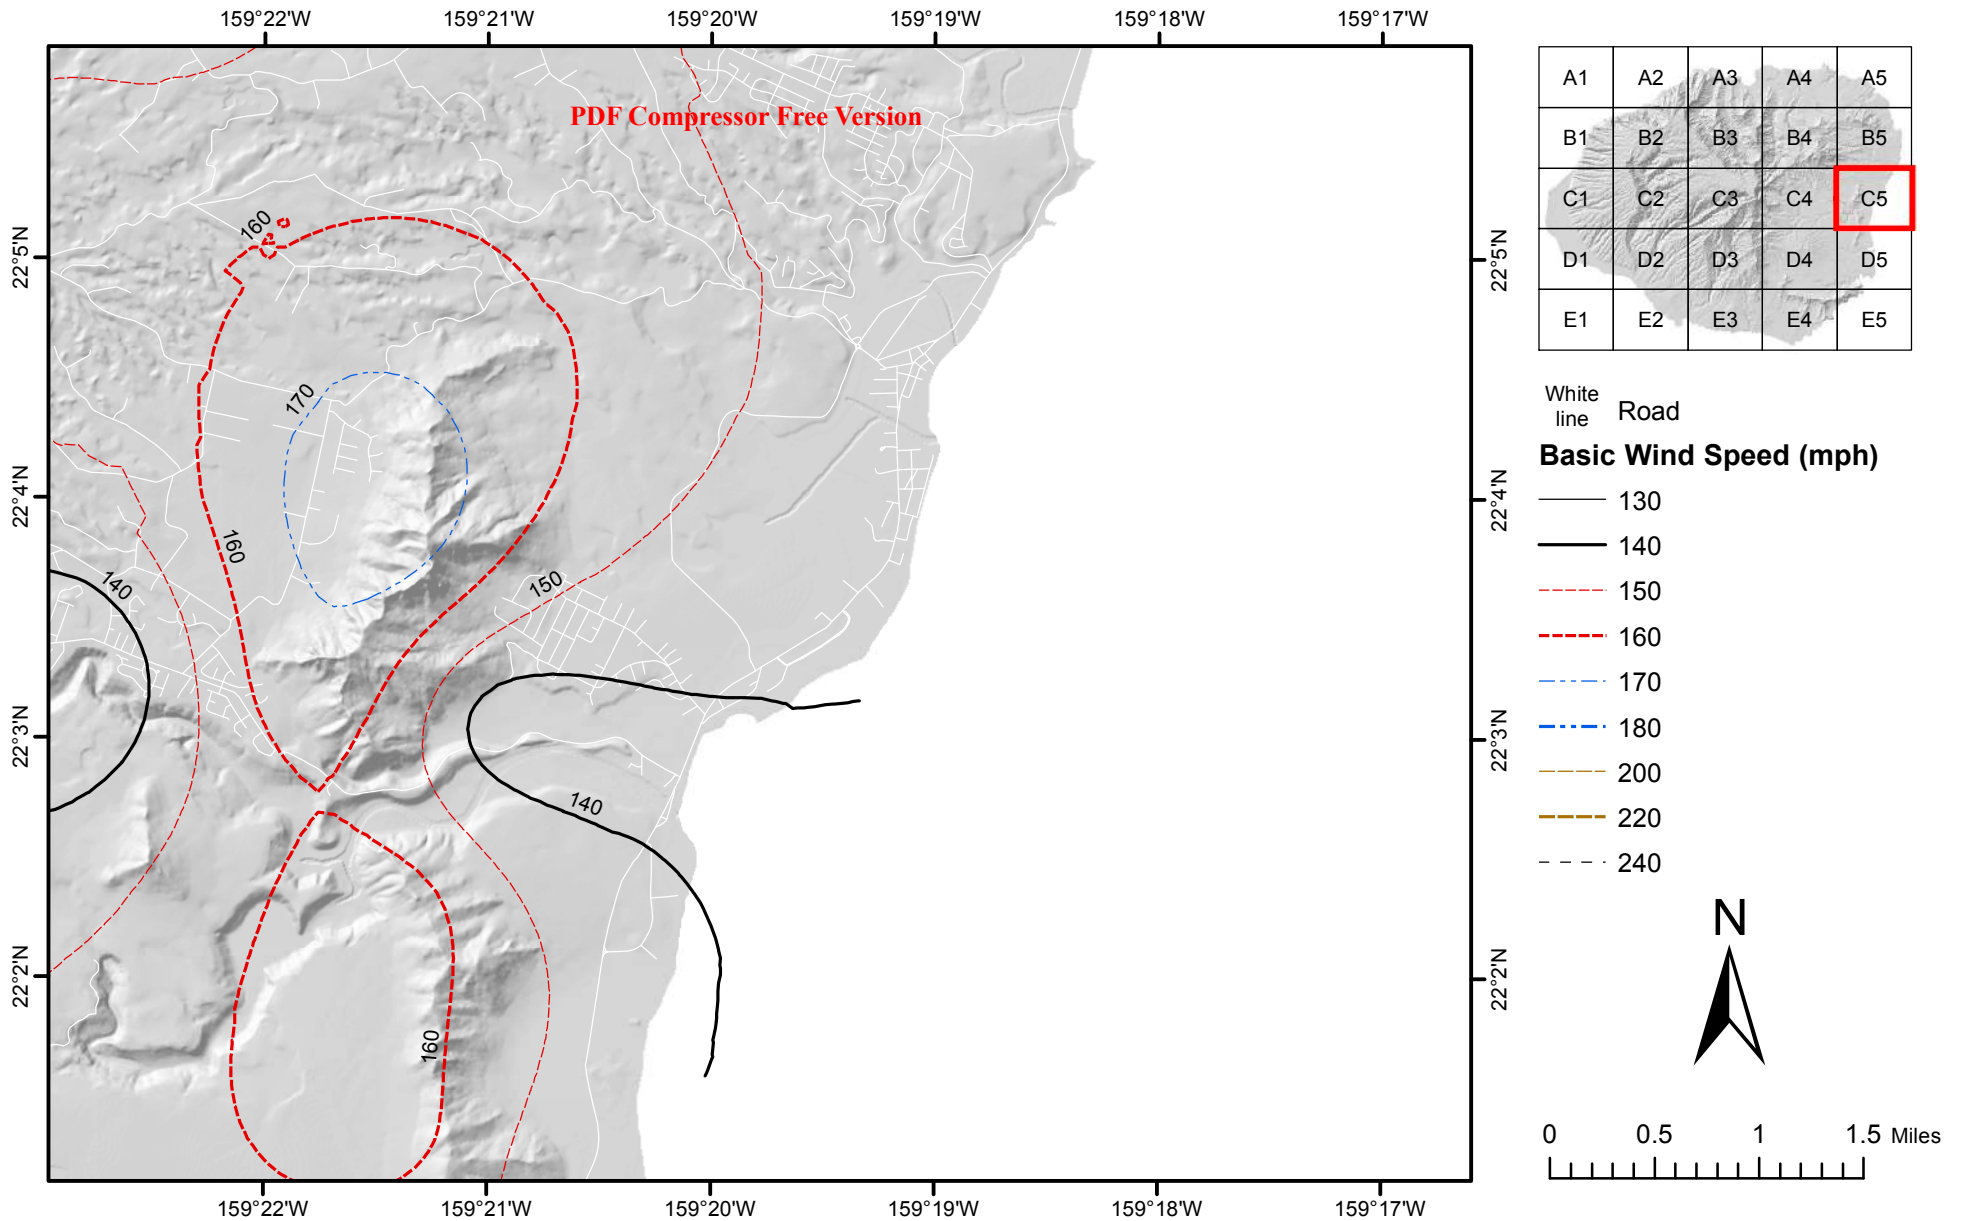 159°22'W 159°21'W 159°20'W 159°19'W 159°18'W 159°17'W
PDF Compressor Free Version
22°5'N
22°4'N
22°3'N
22°2'N
160
170
160
150
140
140
160
22°5'N
22°4'N
22°3'N
22°2'N
159°22'W 159°21'W 159°20'W 159°19'W 159°18'W 159°17'W
A1 A2 A3 A4 A5
B1 B2 B3 B4 B5
C1 C2 C3 C4 C5
D1 D2 D3 D4 D5
E1 E2 E3 E4 E5
White
line Road
Basic Wind Speed (mph)
130
140
150
160
170
180
200
220
240
N
0 0.5 1 1.5 Miles